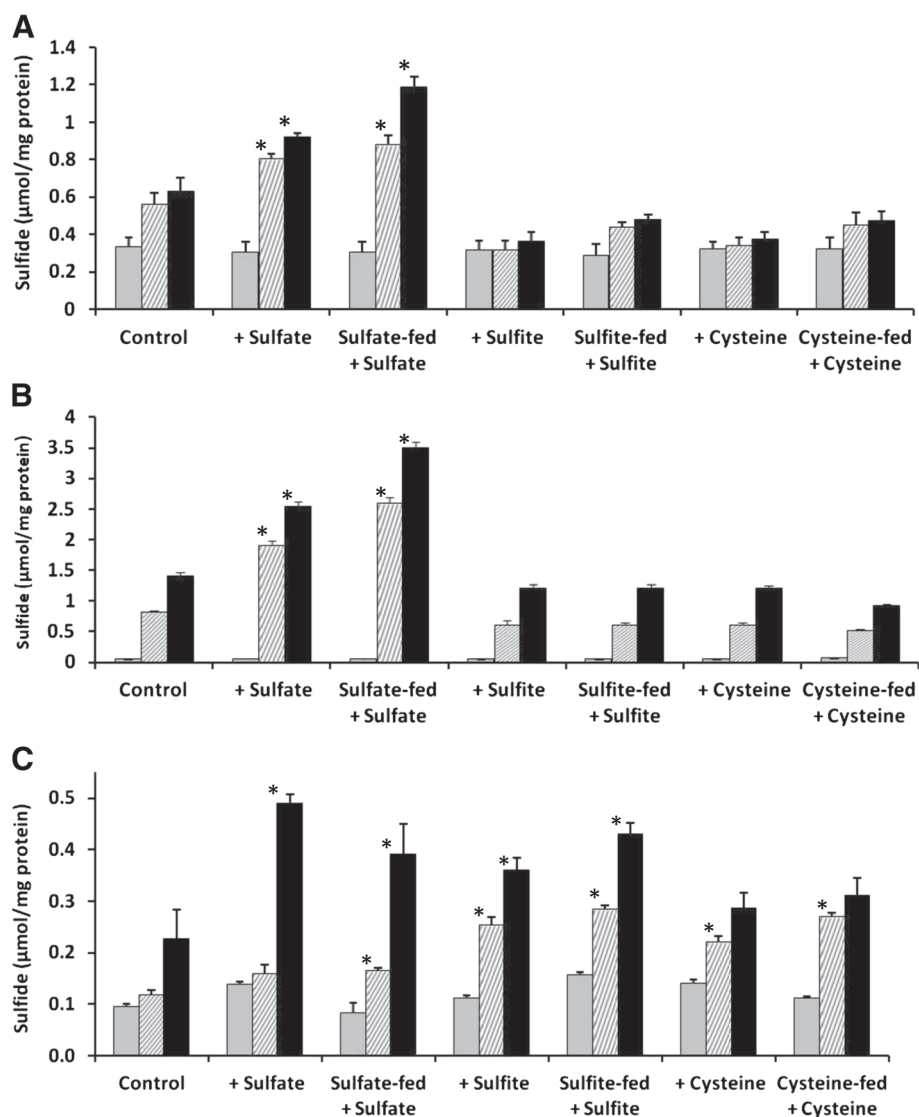 A
Sulfide (µmol/mg protein)
1.4
1.2
1
0.8
0.6
0.4
0.2
0
* * * *
Control + Sulfate Sulfate-fed + Sulfite Sulfite-fed + Cysteine Cysteine-fed
+ Sulfate + Sulfite + Cysteine
B
Sulfide (µmol/mg protein)
4
3.5
3
2.5
2
1.5
1
0.5
0
* * * *
Control + Sulfate Sulfate-fed + Sulfite Sulfite-fed + Cysteine Cysteine-fed
+ Sulfate + Sulfite + Cysteine
C
Sulfide (µmol/mg protein)
0.5
0.4
0.3
0.2
0.1
0.0
* * * * * * * * *
Control + Sulfate Sulfate-fed + Sulfite Sulfite-fed + Cysteine Cysteine-fed
+ Sulfate + Sulfite + Cysteine